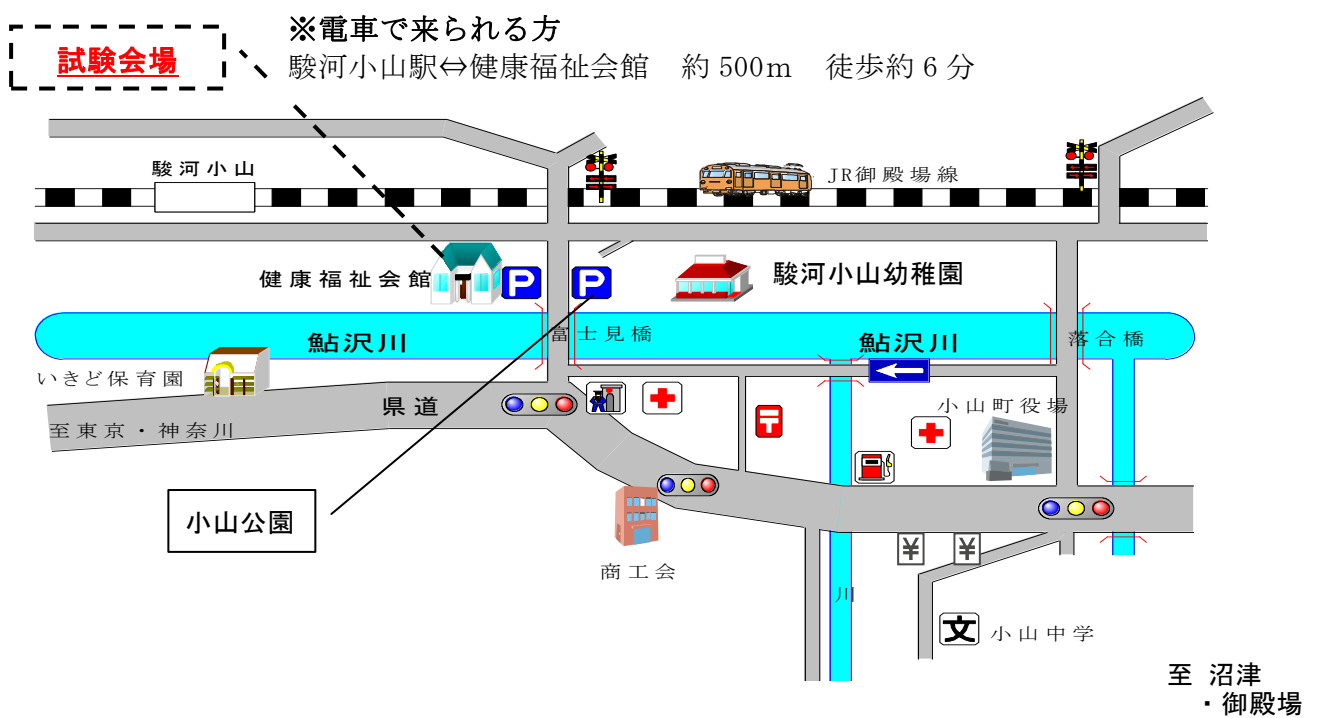 ※電車で来られる方
試験会場
駿河小山駅⇔健康福祉会館　約500m　徒歩約6分
駿河小山
JR御殿場線
健康福祉会館
P
P
駿河小山幼稚園
鮎沢川
富士見橋
鮎沢川
落合橋
いきど保育園
県道
小山町役場
至東京・神奈川
〒
小山公園
¥
¥
商工会
川
文
小山中学
至 沼津
・御殿場